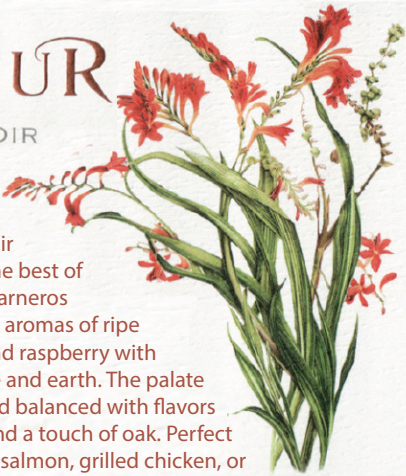 UR
OIR
ir
e best of
arneros
aromas of ripe
d raspberry with
and earth. The palate
d balanced with flavors
nd a touch of oak. Perfect
salmon, grilled chicken, or